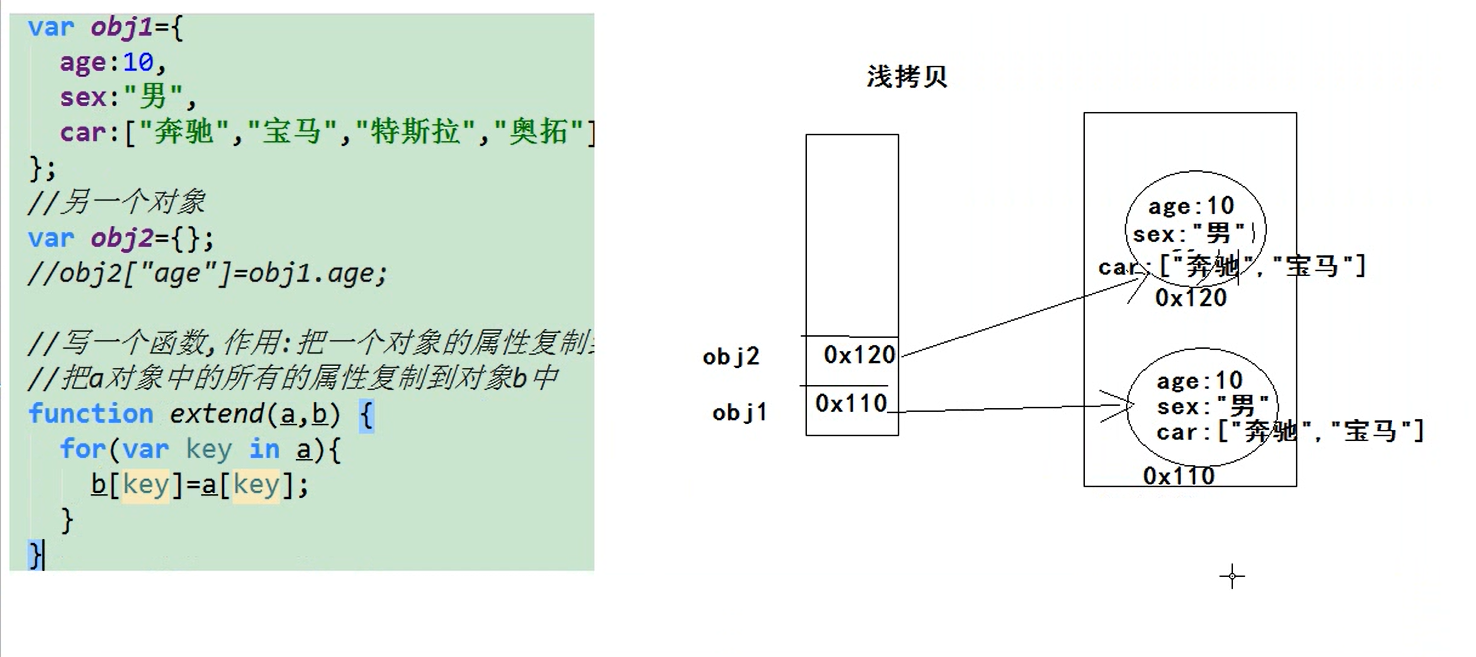 var obj1={
age:10,
sex:"男",
car:["奔驰","宝马","特斯拉","奥拓"]
};
//另一个对象
var obj2={};
//obj2["age"]=obj1.age;
//写一个函数,作用:把一个对象的属性复制
//把a对象中的所有的属性复制到对象b中
function extend(a,b) {
for(var key in a){
b[key]=a[key];
}
}
浅拷贝
age:10
sex:"男"
car:["奔驰","宝马"]
0x120
obj2
0x120
obj1
0x110
age:10
sex:"男"
car:["奔驰","宝马"]
0x110